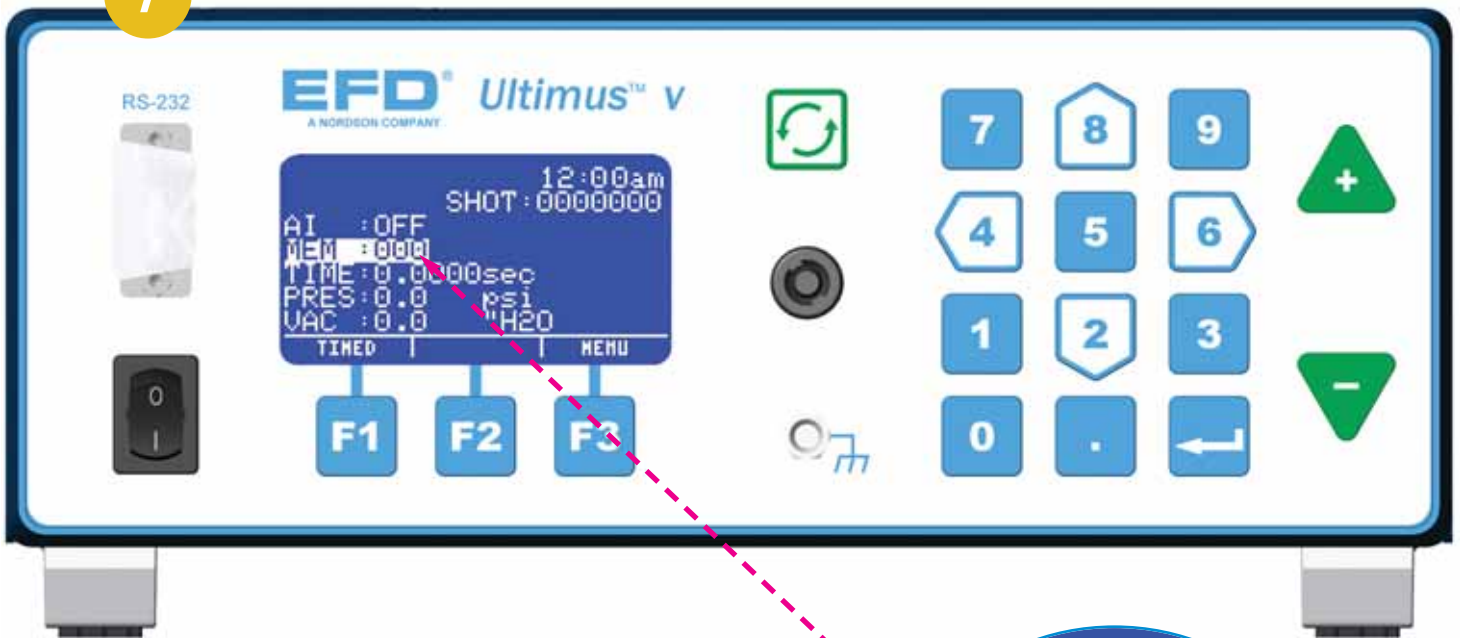 7
RS-232
EFD® Ultimus™ V
A NORDSON COMPANY
12:00am
SHOT:0000000
AI :OFF
MEM :000
TIME:0.0000sec
PRES:0.0 psi
VAC :0.0 "H2O
TIMED | | MENU
F1 F2 F3
0
I
7 8 9
4 5 6
1 2 3
0 .
+
-